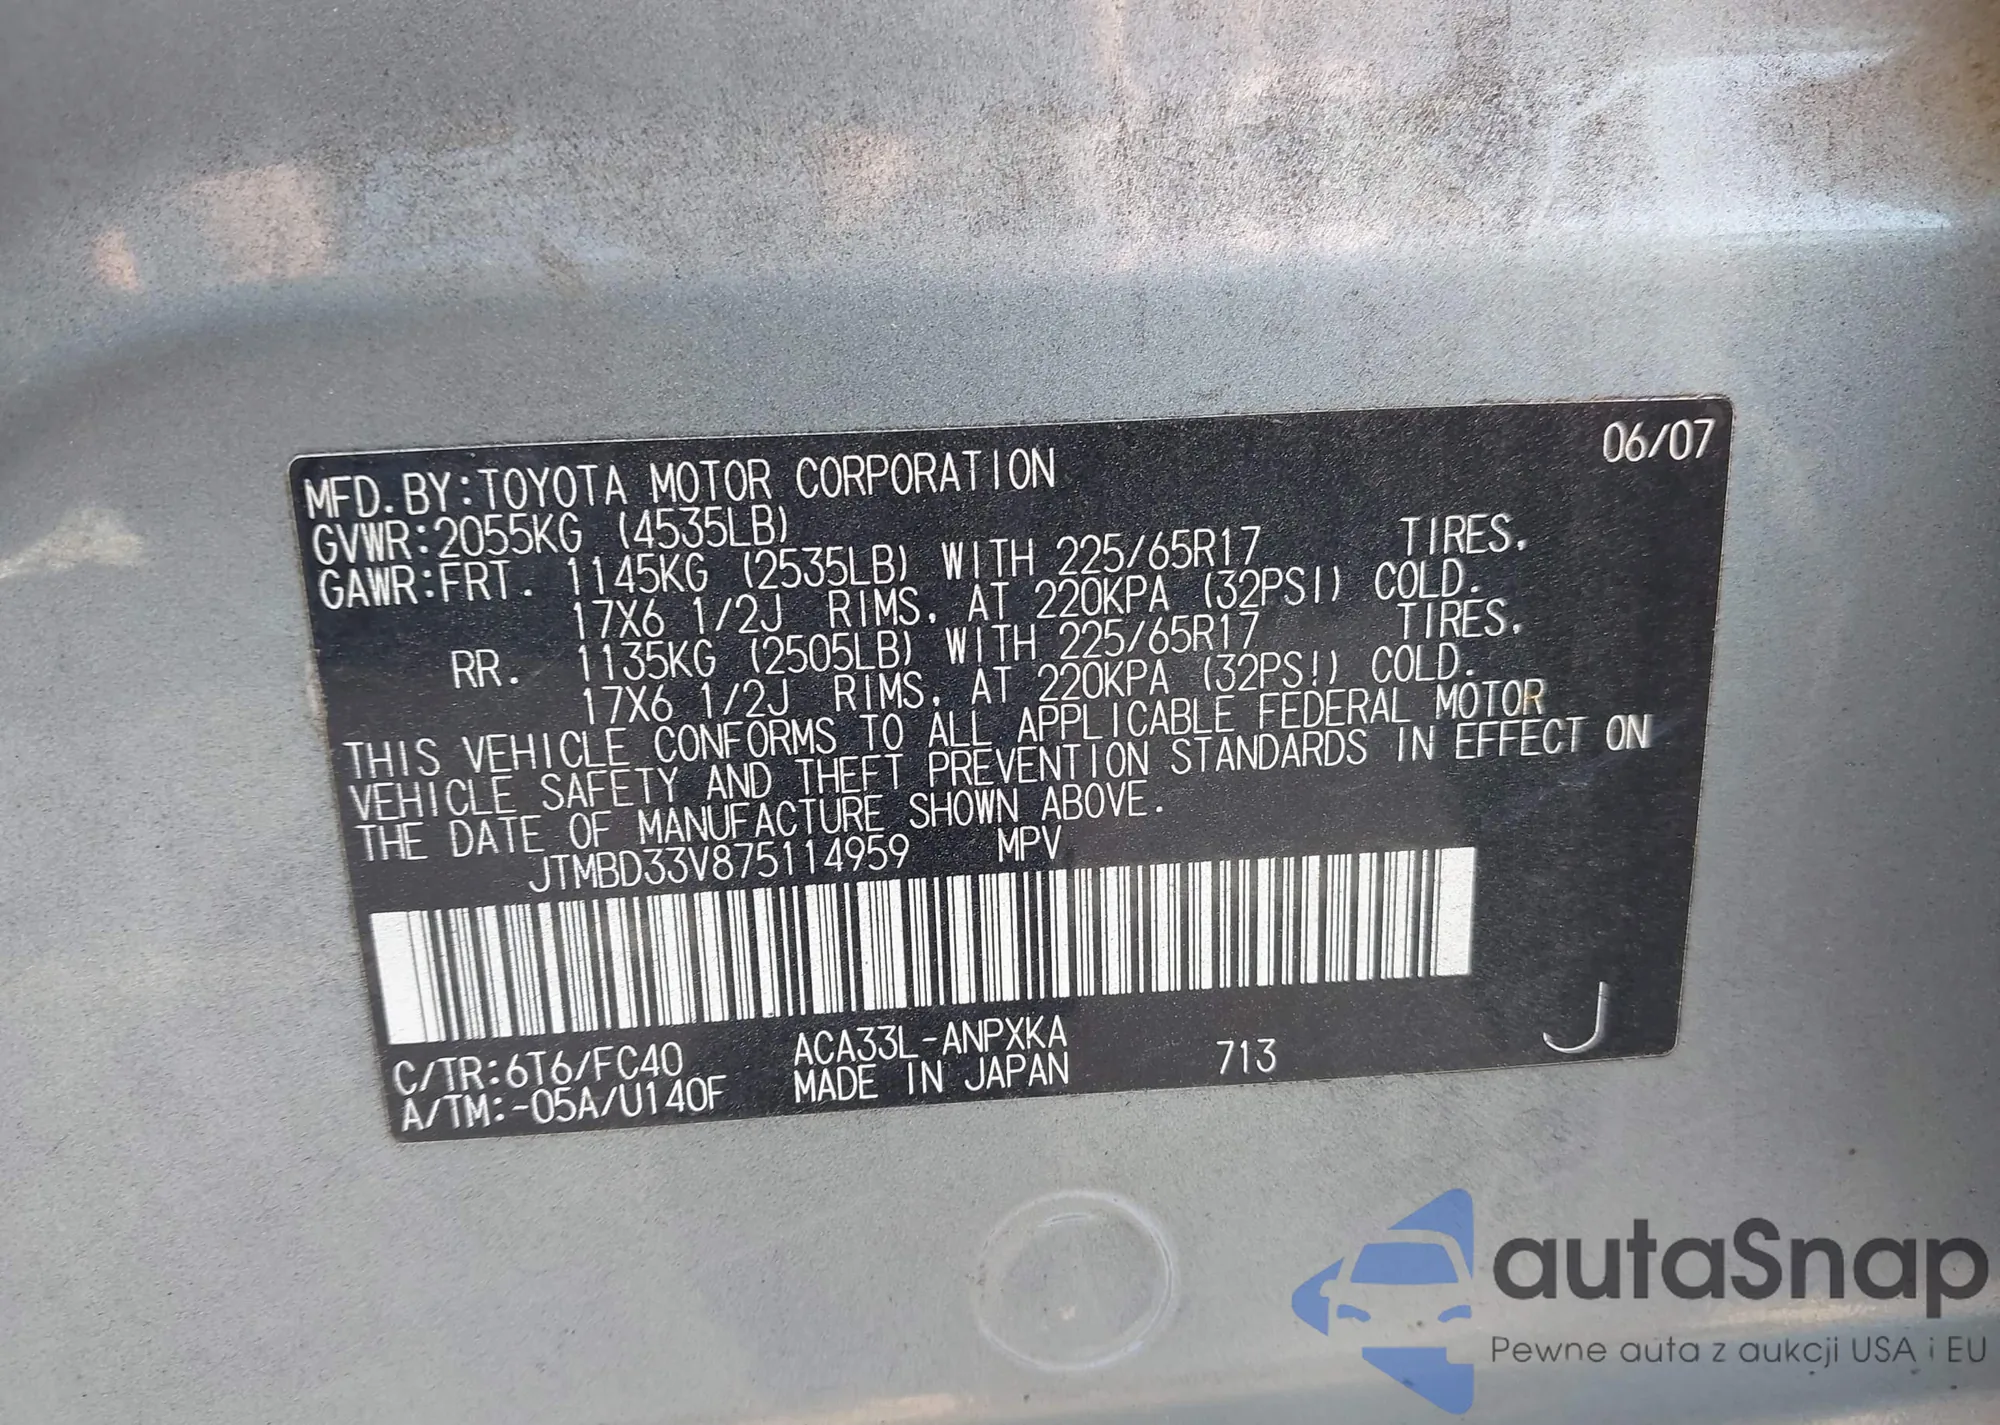 06/07
MFD.BY:TOYOTA MOTOR CORPORATION
GVWR:2055KG (4535LB)
GAWR:FRT. 1145KG (2535LB) WITH 225/65R17 TIRES,
17X6 1/2J RIMS, AT 220KPA (32PSI) COLD.
RR. 1135KG (2505LB) WITH 225/65R17 TIRES,
17X6 1/2J RIMS, AT 220KPA (32PSI) COLD.
THIS VEHICLE CONFORMS TO ALL APPLICABLE FEDERAL MOTOR
VEHICLE SAFETY AND THEFT PREVENTION STANDARDS IN EFFECT ON
THE DATE OF MANUFACTURE SHOWN ABOVE.
JTMBD33V875114959 MPV
C/TR:6T6/FC40 ACA33L-ANPXKA
A/TM:-05A/U140F MADE IN JAPAN 713
J
autaSnap
Pewne auta z aukcji USA i EU